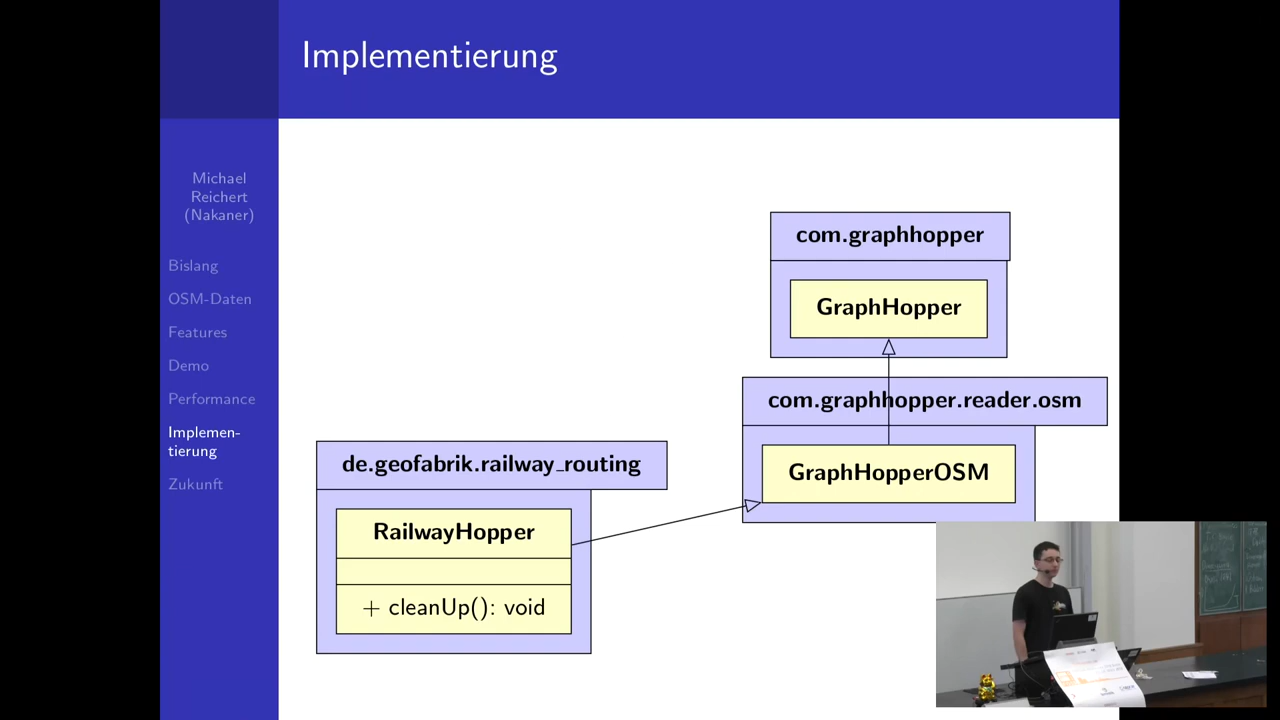 Implementierung
Michael
Reichert
(Nakaner)
Bislang
OSM-Daten
Features
Demo
Performance
Implemen-
tierung
Zukunft
com.graphhopper
GraphHopper
com.graphhopper.reader.osm
GraphHopperOSM
de.geofabrik.railway_routing
RailwayHopper
+ cleanUp(): void